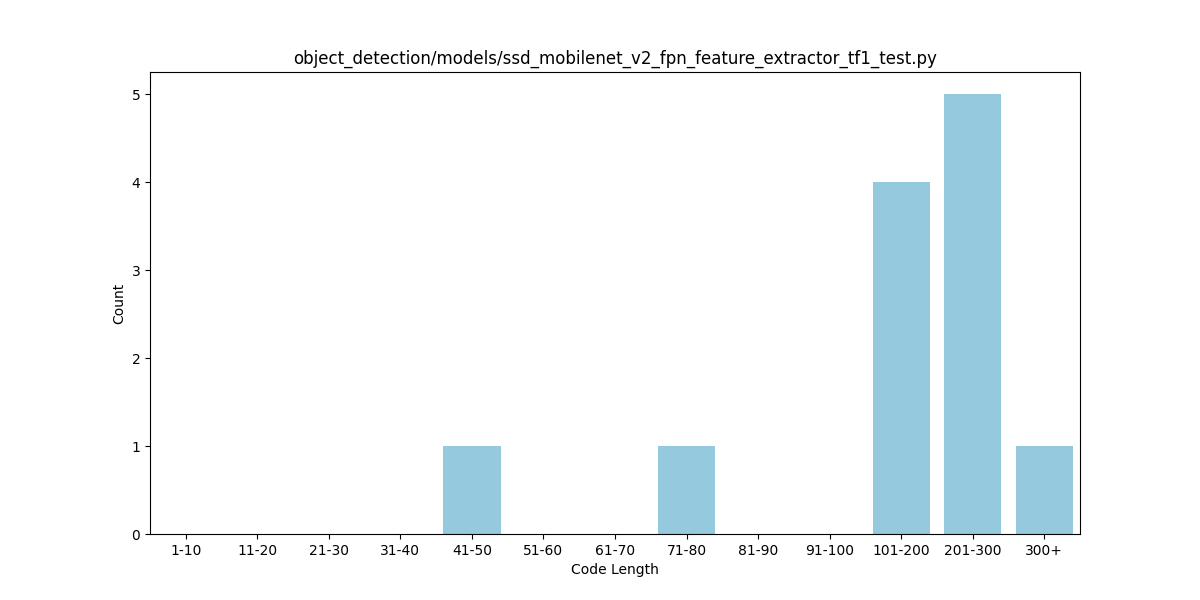 object_detection/models/ssd_mobilenet_v2_fpn_feature_extractor_tf1_test.py
5
4
3
2
1
0
Count
1-10 11-20 21-30 31-40 41-50 51-60 61-70 71-80 81-90 91-100 101-200 201-300 300+
Code Length